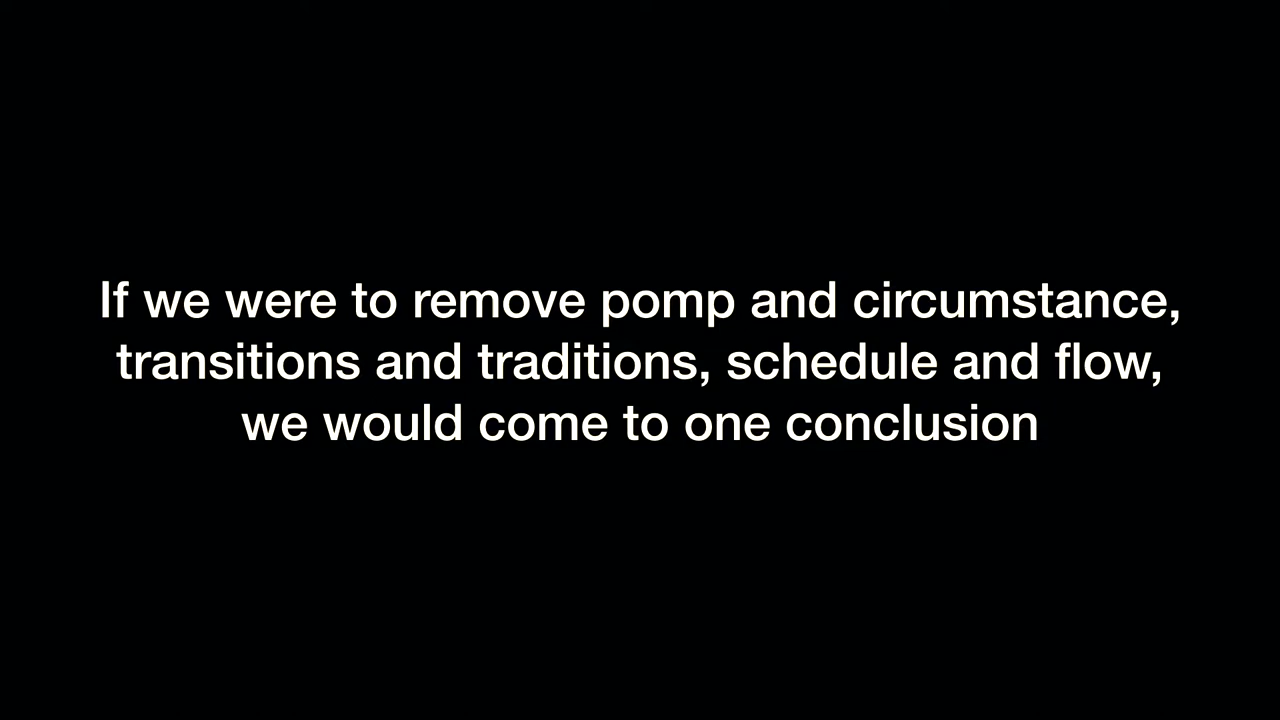 If we were to remove pomp and circumstance,
transitions and traditions, schedule and flow,
we would come to one conclusion